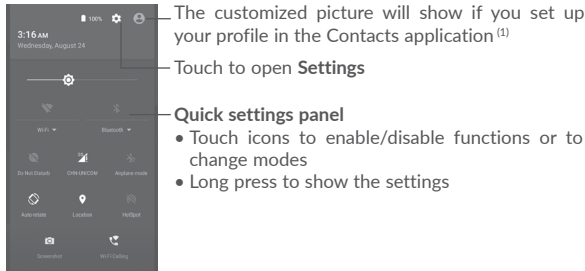 100%
3:16 AM
Wednesday, August 24
Wi-Fi
Bluetooth
Do Not Disturb
CHN-UNICOM
Airplane mode
Auto-rotate
Location
HotSpot
Screenshot
Wi-Fi Calling
The customized picture will show if you set up
your profile in the Contacts application (1)
Touch to open Settings
Quick settings panel
• Touch icons to enable/disable functions or to
change modes
• Long press to show the settings